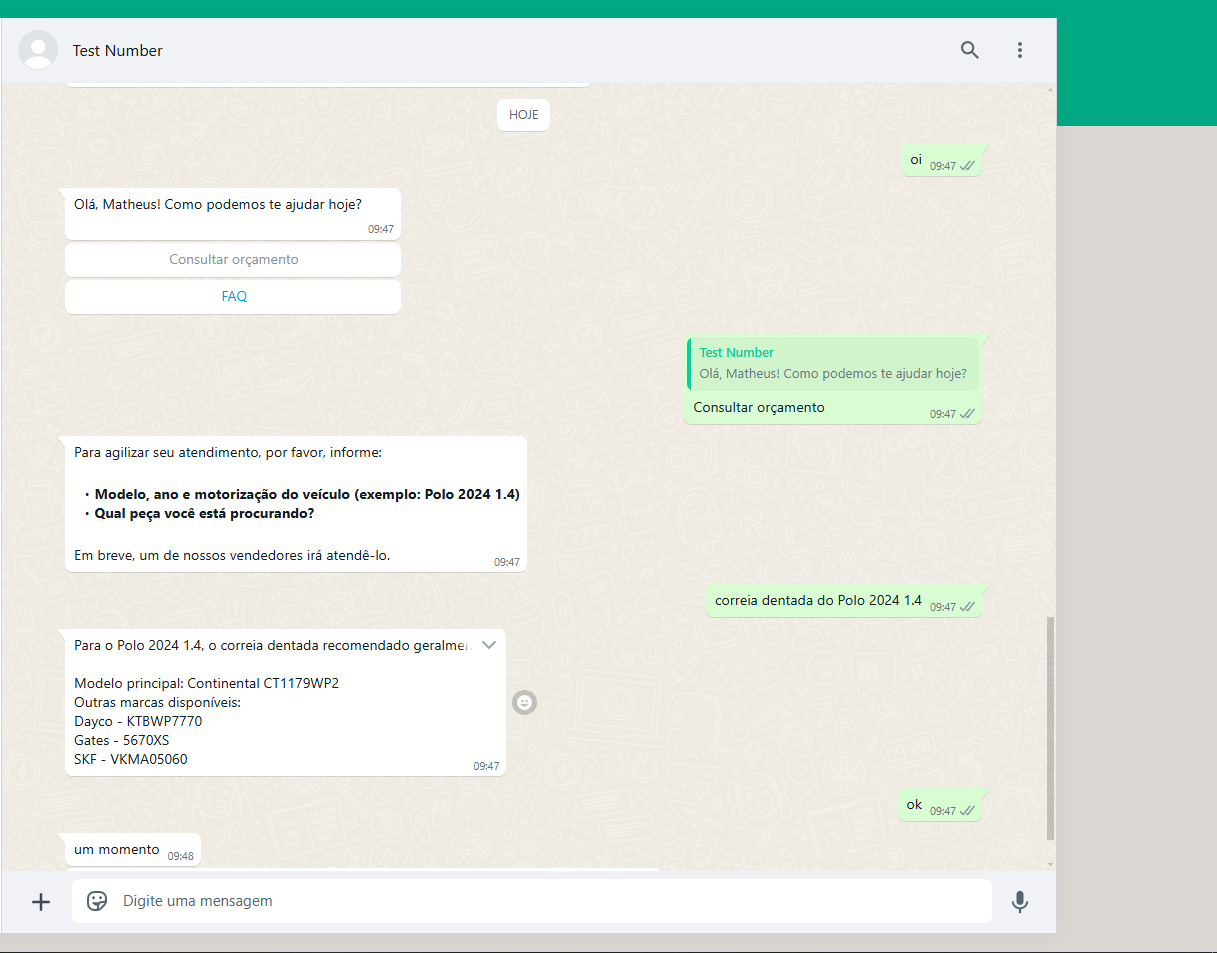 Test Number
HOJE
oi 09:47
Olá, Matheus! Como podemos te ajudar hoje?
09:47
Consultar orçamento
FAQ
Test Number
Olá, Matheus! Como podemos te ajudar hoje?
Consultar orçamento 09:47
Para agilizar seu atendimento, por favor, informe:
• Modelo, ano e motorização do veículo (exemplo: Polo 2024 1.4)
• Qual peça você está procurando?
Em breve, um de nossos vendedores irá atendê-lo. 09:47
correia dentada do Polo 2024 1.4 09:47
Para o Polo 2024 1.4, o correia dentada recomendado geralmer
Modelo principal: Continental CT1179WP2
Outras marcas disponíveis:
Dayco - KTBWP7770
Gates - 5670XS
SKF - VKMA05060 09:47
ok 09:47
um momento 09:48
Digite uma mensagem